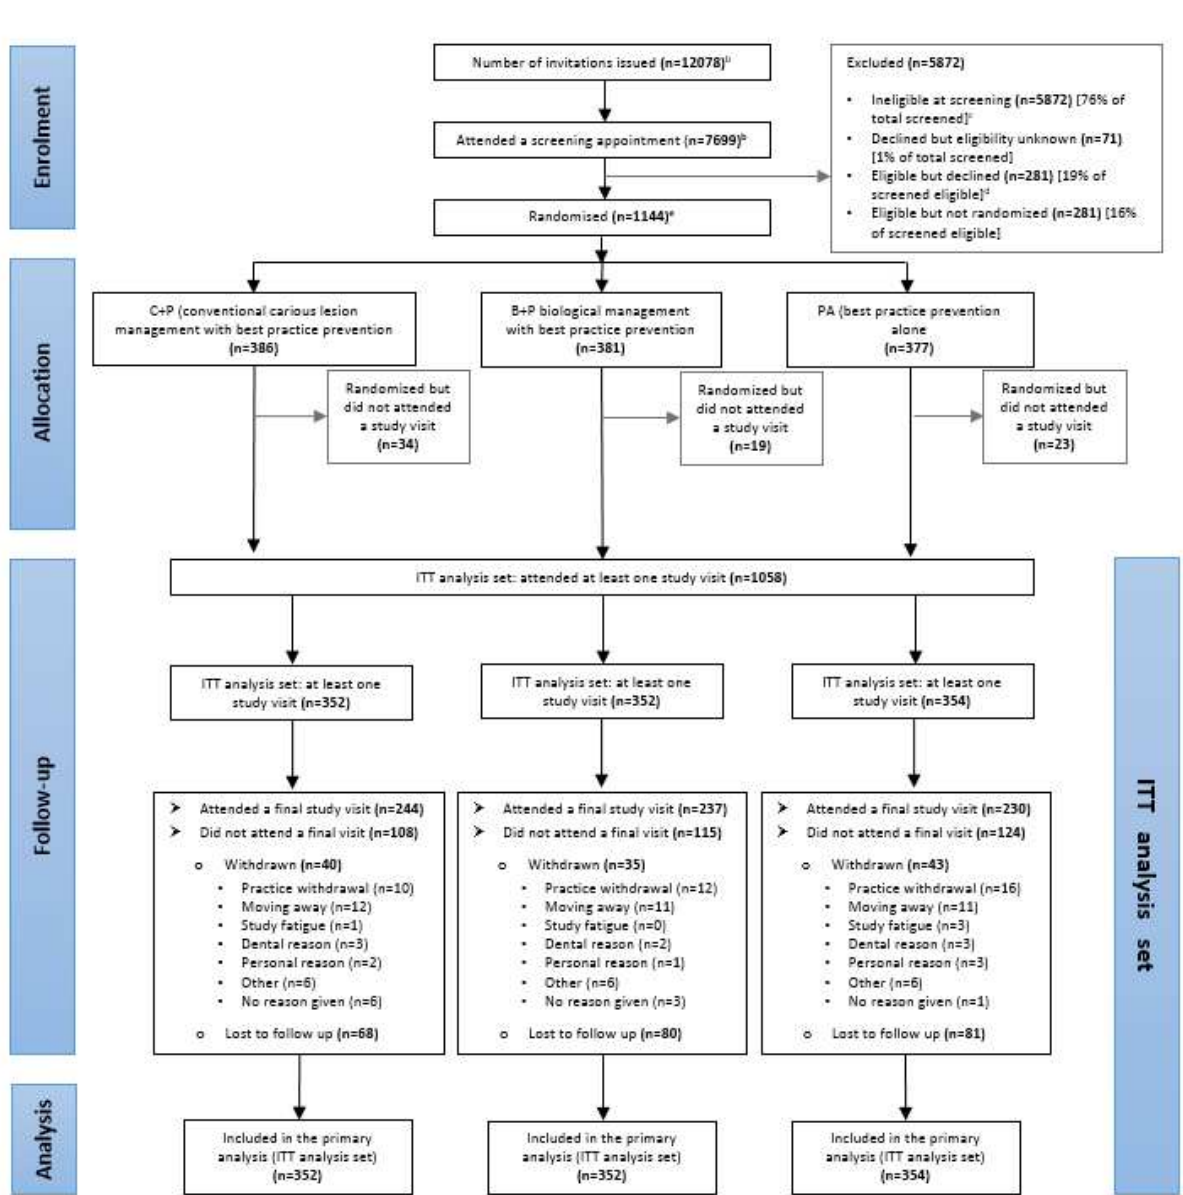 Enrolment
Number of invitations issued (n=12078)ᵇ
Attended a screening appointment (n=7699)ᵇ
Randomised (n=1144)ᵉ
Excluded (n=5872)
• Ineligible at screening (n=5872) [76% of
total screened]ᶜ
• Declined but eligibility unknown (n=71)
[1% of total screened]
• Eligible but declined (n=281) [19% of
screened eligible]ᵈ
• Eligible but not randomized (n=281) [16%
of screened eligible]
Allocation
C+P (conventional carious lesion
management with best practice prevention
(n=386)
B+P biological management
with best practice prevention
(n=381)
PA (best practice prevention
alone
(n=377)
Randomized but
did not attended
a study visit
(n=34)
Randomized but
did not attended
a study visit
(n=19)
Randomized but
did not attended
a study visit
(n=23)
Follow-up
ITT analysis set: attended at least one study visit (n=1058)
ITT analysis set: at least one
study visit (n=352)
ITT analysis set: at least one
study visit (n=352)
ITT analysis set: at least one
study visit (n=354)
➢ Attended a final study visit (n=244)
➢ Did not attend a final visit (n=108)
o Withdrawn (n=40)
• Practice withdrawal (n=10)
• Moving away (n=12)
• Study fatigue (n=1)
• Dental reason (n=3)
• Personal reason (n=2)
• Other (n=6)
• No reason given (n=6)
o Lost to follow up (n=68)
➢ Attended a final study visit (n=237)
➢ Did not attend a final visit (n=115)
o Withdrawn (n=35)
• Practice withdrawal (n=12)
• Moving away (n=11)
• Study fatigue (n=0)
• Dental reason (n=2)
• Personal reason (n=1)
• Other (n=6)
• No reason given (n=3)
o Lost to follow up (n=80)
➢ Attended a final study visit (n=230)
➢ Did not attend a final visit (n=124)
o Withdrawn (n=43)
• Practice withdrawal (n=16)
• Moving away (n=11)
• Study fatigue (n=3)
• Dental reason (n=3)
• Personal reason (n=3)
• Other (n=6)
• No reason given (n=1)
o Lost to follow up (n=81)
ITT analysis set
Analysis
Included in the primary
analysis (ITT analysis set)
(n=352)
Included in the primary
analysis (ITT analysis set)
(n=352)
Included in the primary
analysis (ITT analysis set)
(n=354)